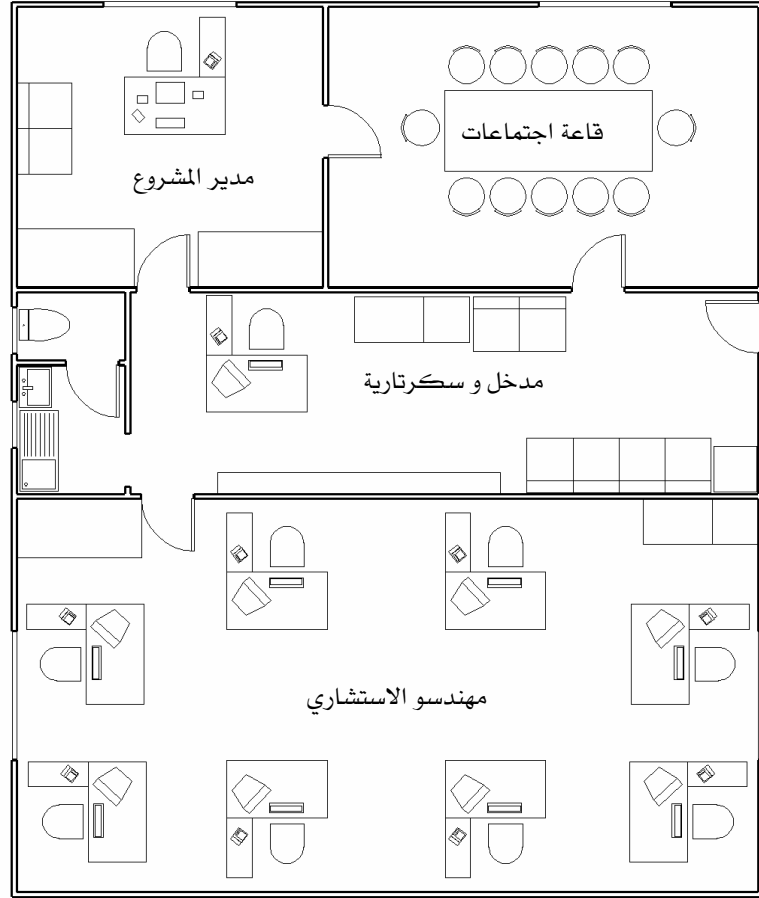 قاعة اجتماعات
مدير المشروع
مدخل و سكرتارية
مهندسو الاستشاري